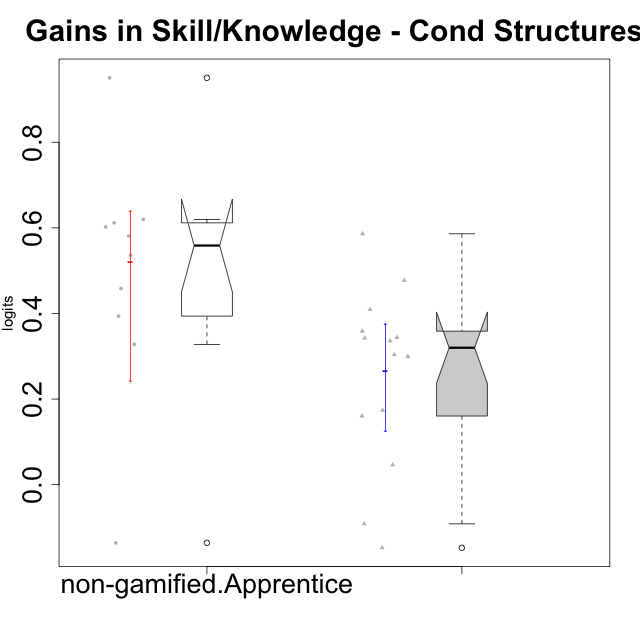 Gains in Skill/Knowledge - Cond Structures
logits
0.8
0.6
0.4
0.2
0.0
non-gamified.Apprentice